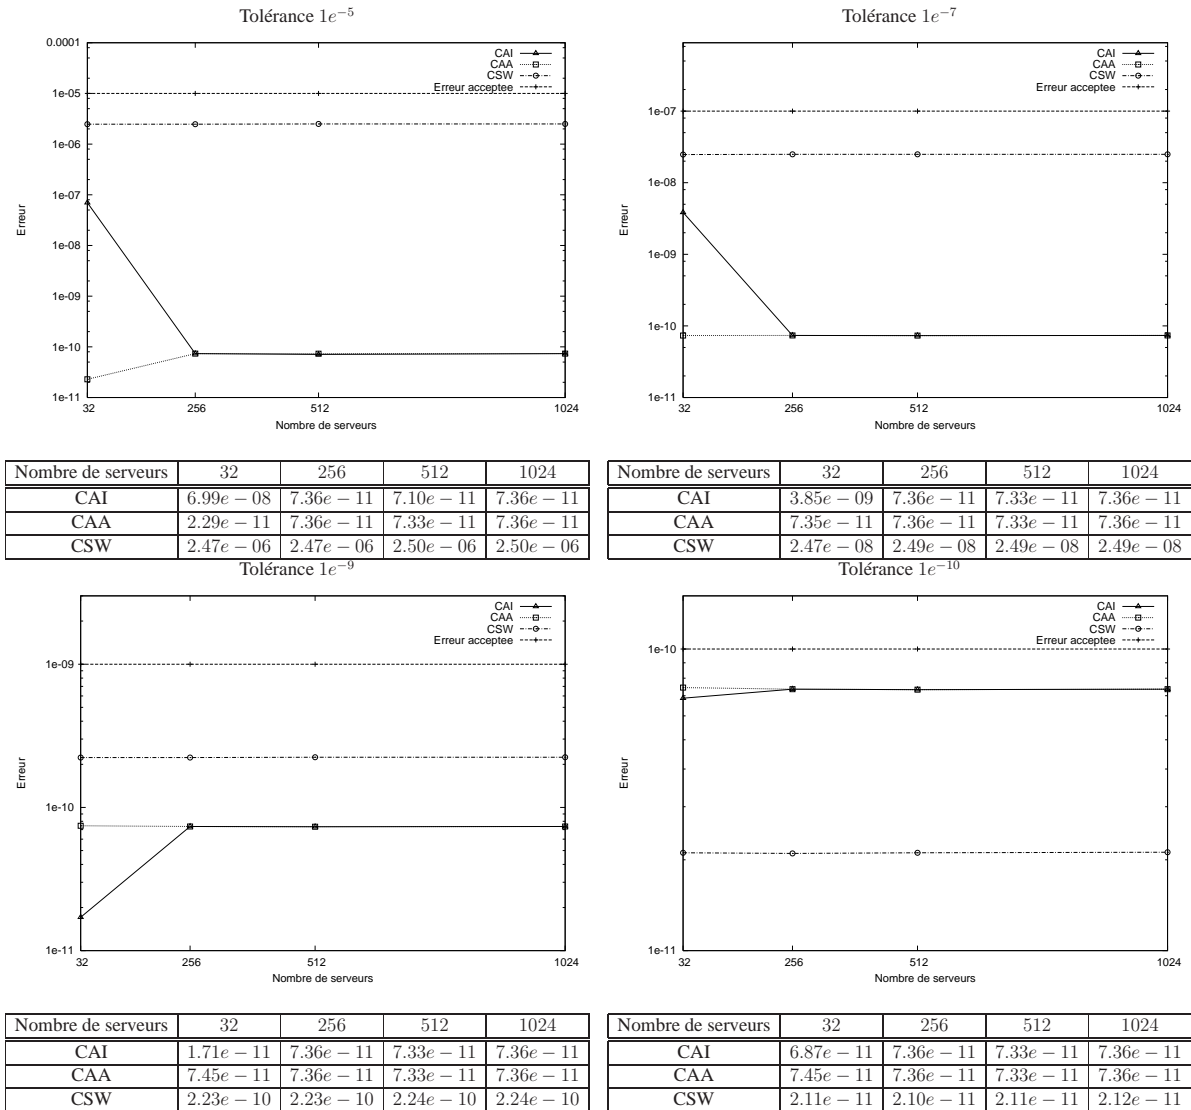 Tolérance 1e⁻⁵
0.0001
1e-05
1e-06
1e-07
1e-08
1e-09
1e-10
1e-11
Erreur
CAI
CAA
CSW
Erreur acceptee
32 256 512 1024
Nombre de serveurs
Nombre de serveurs 32 256 512 1024
CAI 6.99e − 08 7.36e − 11 7.10e − 11 7.36e − 11
CAA 2.29e − 11 7.36e − 11 7.33e − 11 7.36e − 11
CSW 2.47e − 06 2.47e − 06 2.50e − 06 2.50e − 06
Tolérance 1e⁻⁷
1e-07
1e-08
1e-09
1e-10
1e-11
Erreur
CAI
CAA
CSW
Erreur acceptee
32 256 512 1024
Nombre de serveurs
Nombre de serveurs 32 256 512 1024
CAI 3.85e − 09 7.36e − 11 7.33e − 11 7.36e − 11
CAA 7.35e − 11 7.36e − 11 7.33e − 11 7.36e − 11
CSW 2.47e − 08 2.49e − 08 2.49e − 08 2.49e − 08
Tolérance 1e⁻⁹
1e-09
1e-10
1e-11
Erreur
CAI
CAA
CSW
Erreur acceptee
32 256 512 1024
Nombre de serveurs
Nombre de serveurs 32 256 512 1024
CAI 1.71e − 11 7.36e − 11 7.33e − 11 7.36e − 11
CAA 7.45e − 11 7.36e − 11 7.33e − 11 7.36e − 11
CSW 2.23e − 10 2.23e − 10 2.24e − 10 2.24e − 10
Tolérance 1e⁻¹⁰
1e-10
1e-11
Erreur
CAI
CAA
CSW
Erreur acceptee
32 256 512 1024
Nombre de serveurs
Nombre de serveurs 32 256 512 1024
CAI 6.87e − 11 7.36e − 11 7.33e − 11 7.36e − 11
CAA 7.45e − 11 7.36e − 11 7.33e − 11 7.36e − 11
CSW 2.11e − 11 2.10e − 11 2.11e − 11 2.12e − 11